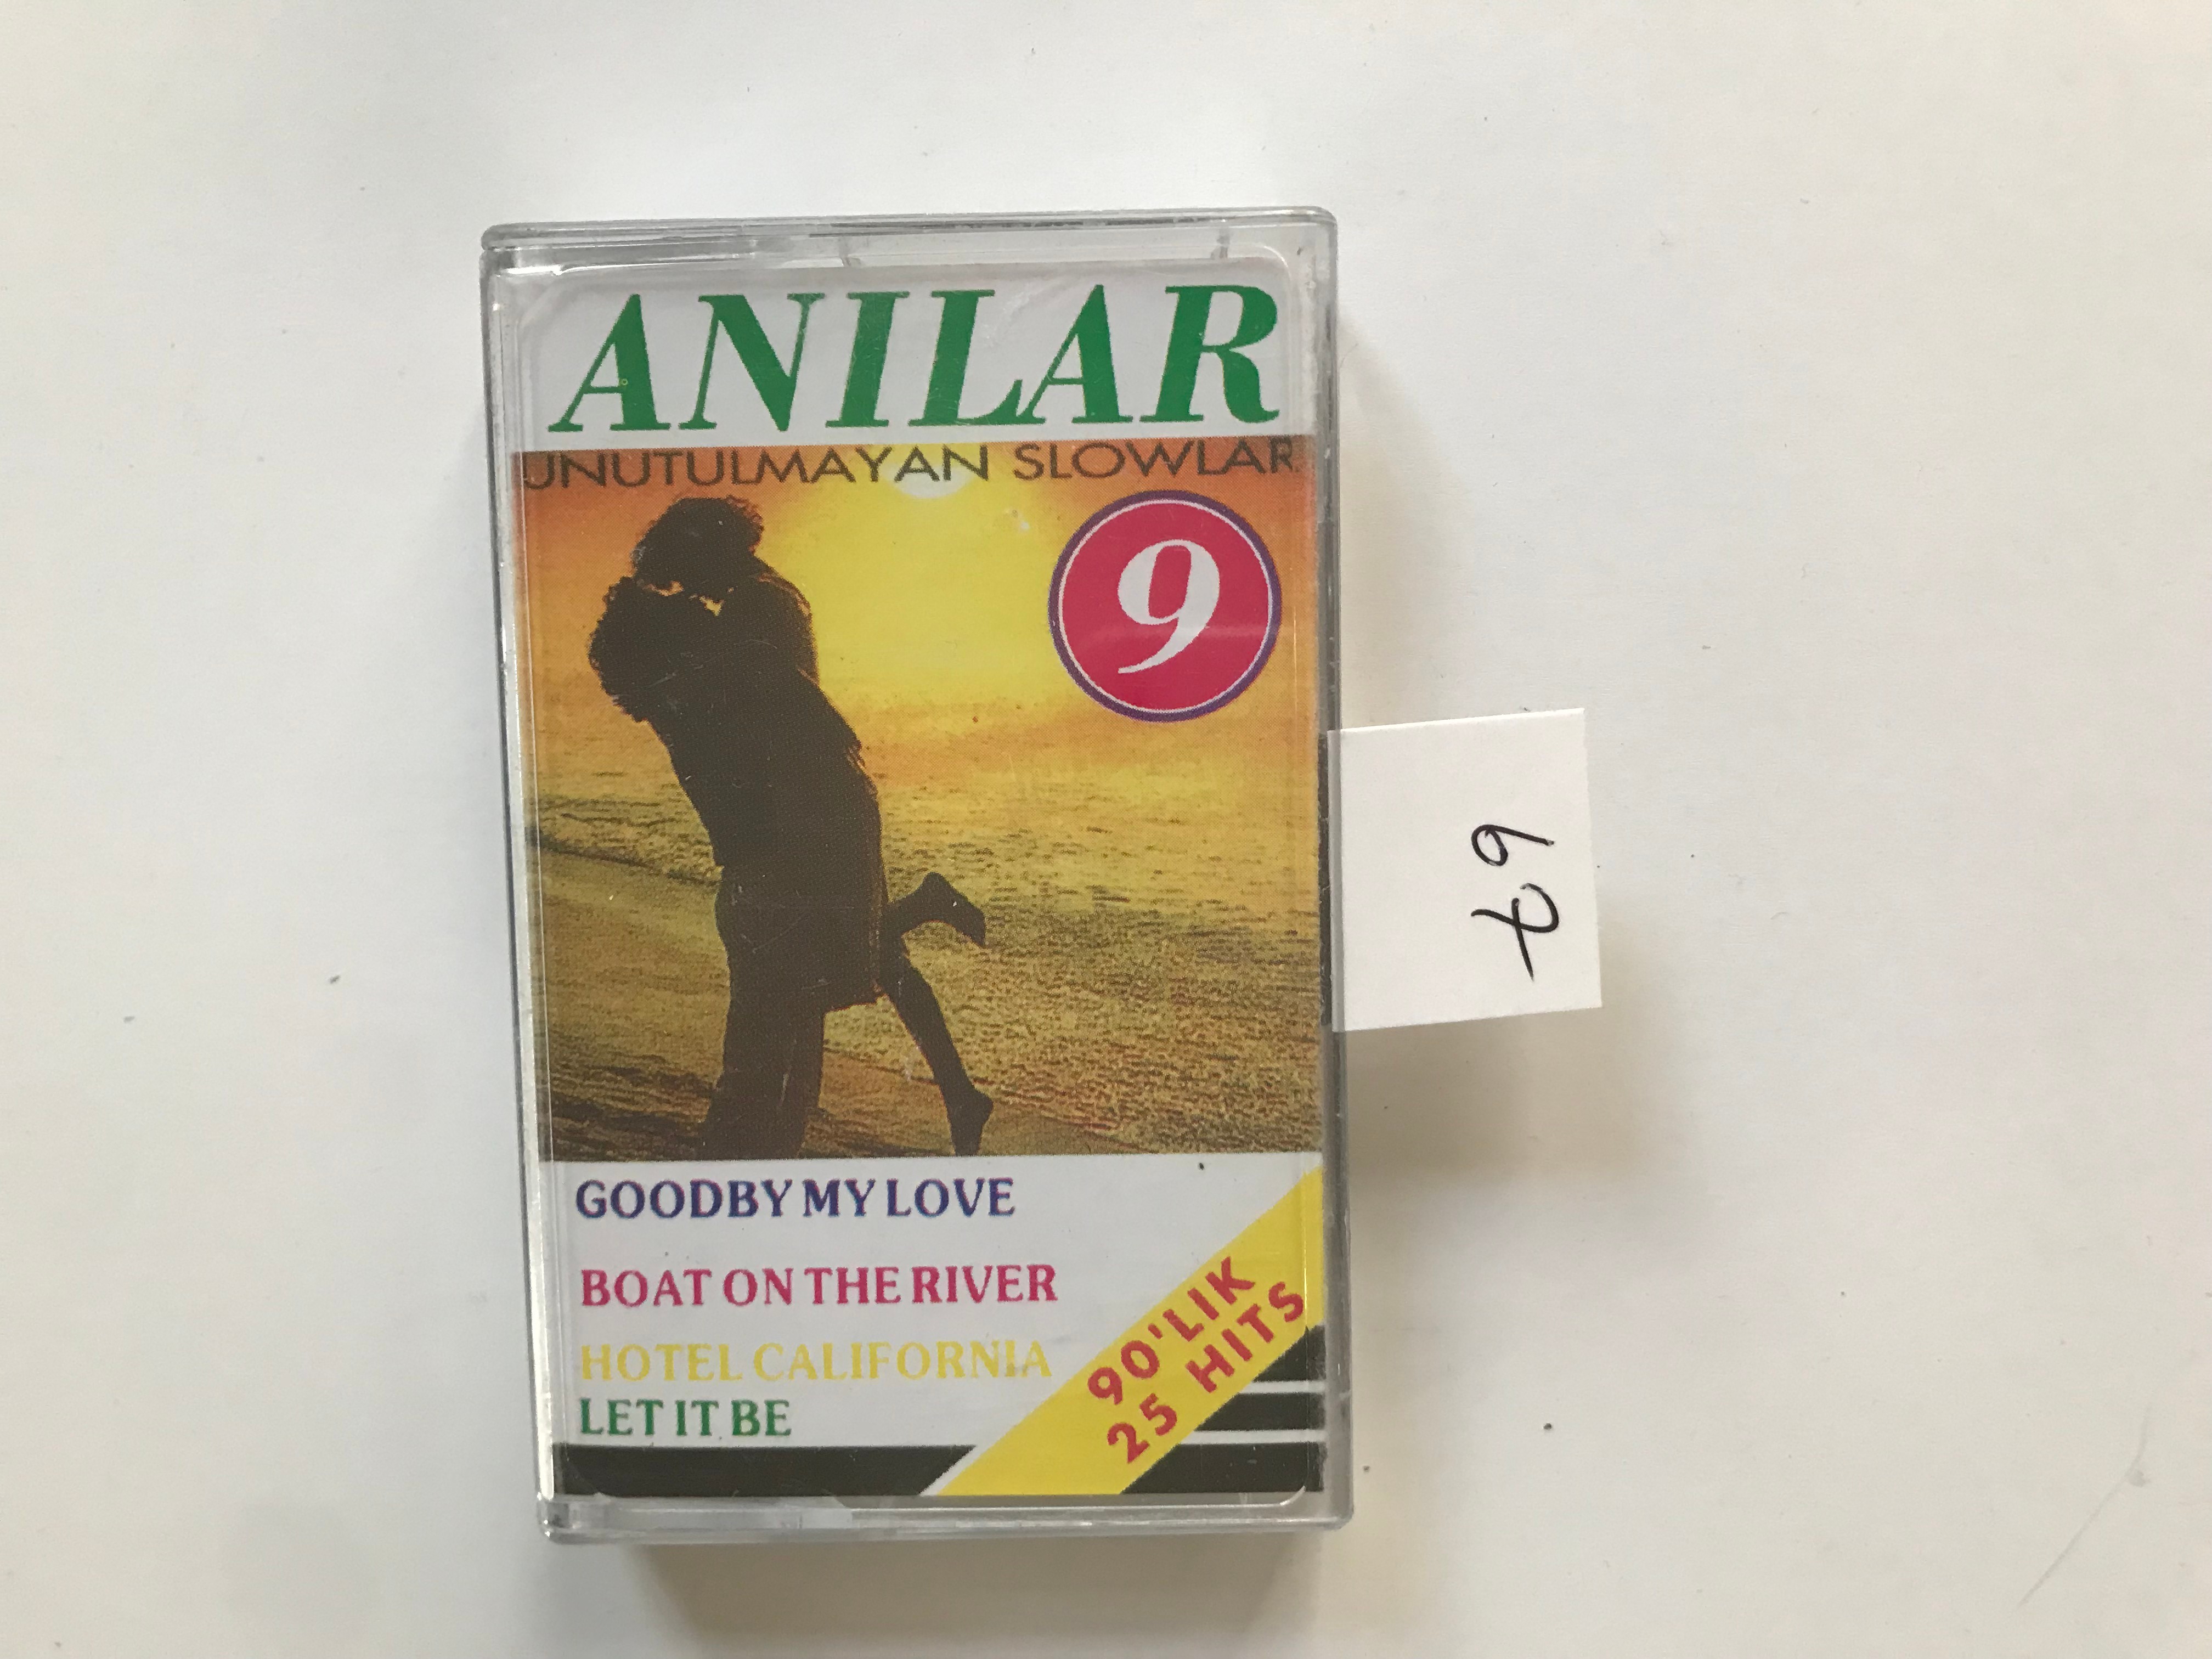 ANILAR
UNUTULMAYAN SLOWLAR
9
67
GOODBY MY LOVE
BOAT ON THE RIVER
HOTEL CALIFORNIA
LET IT BE
90'LIK
25 HITS